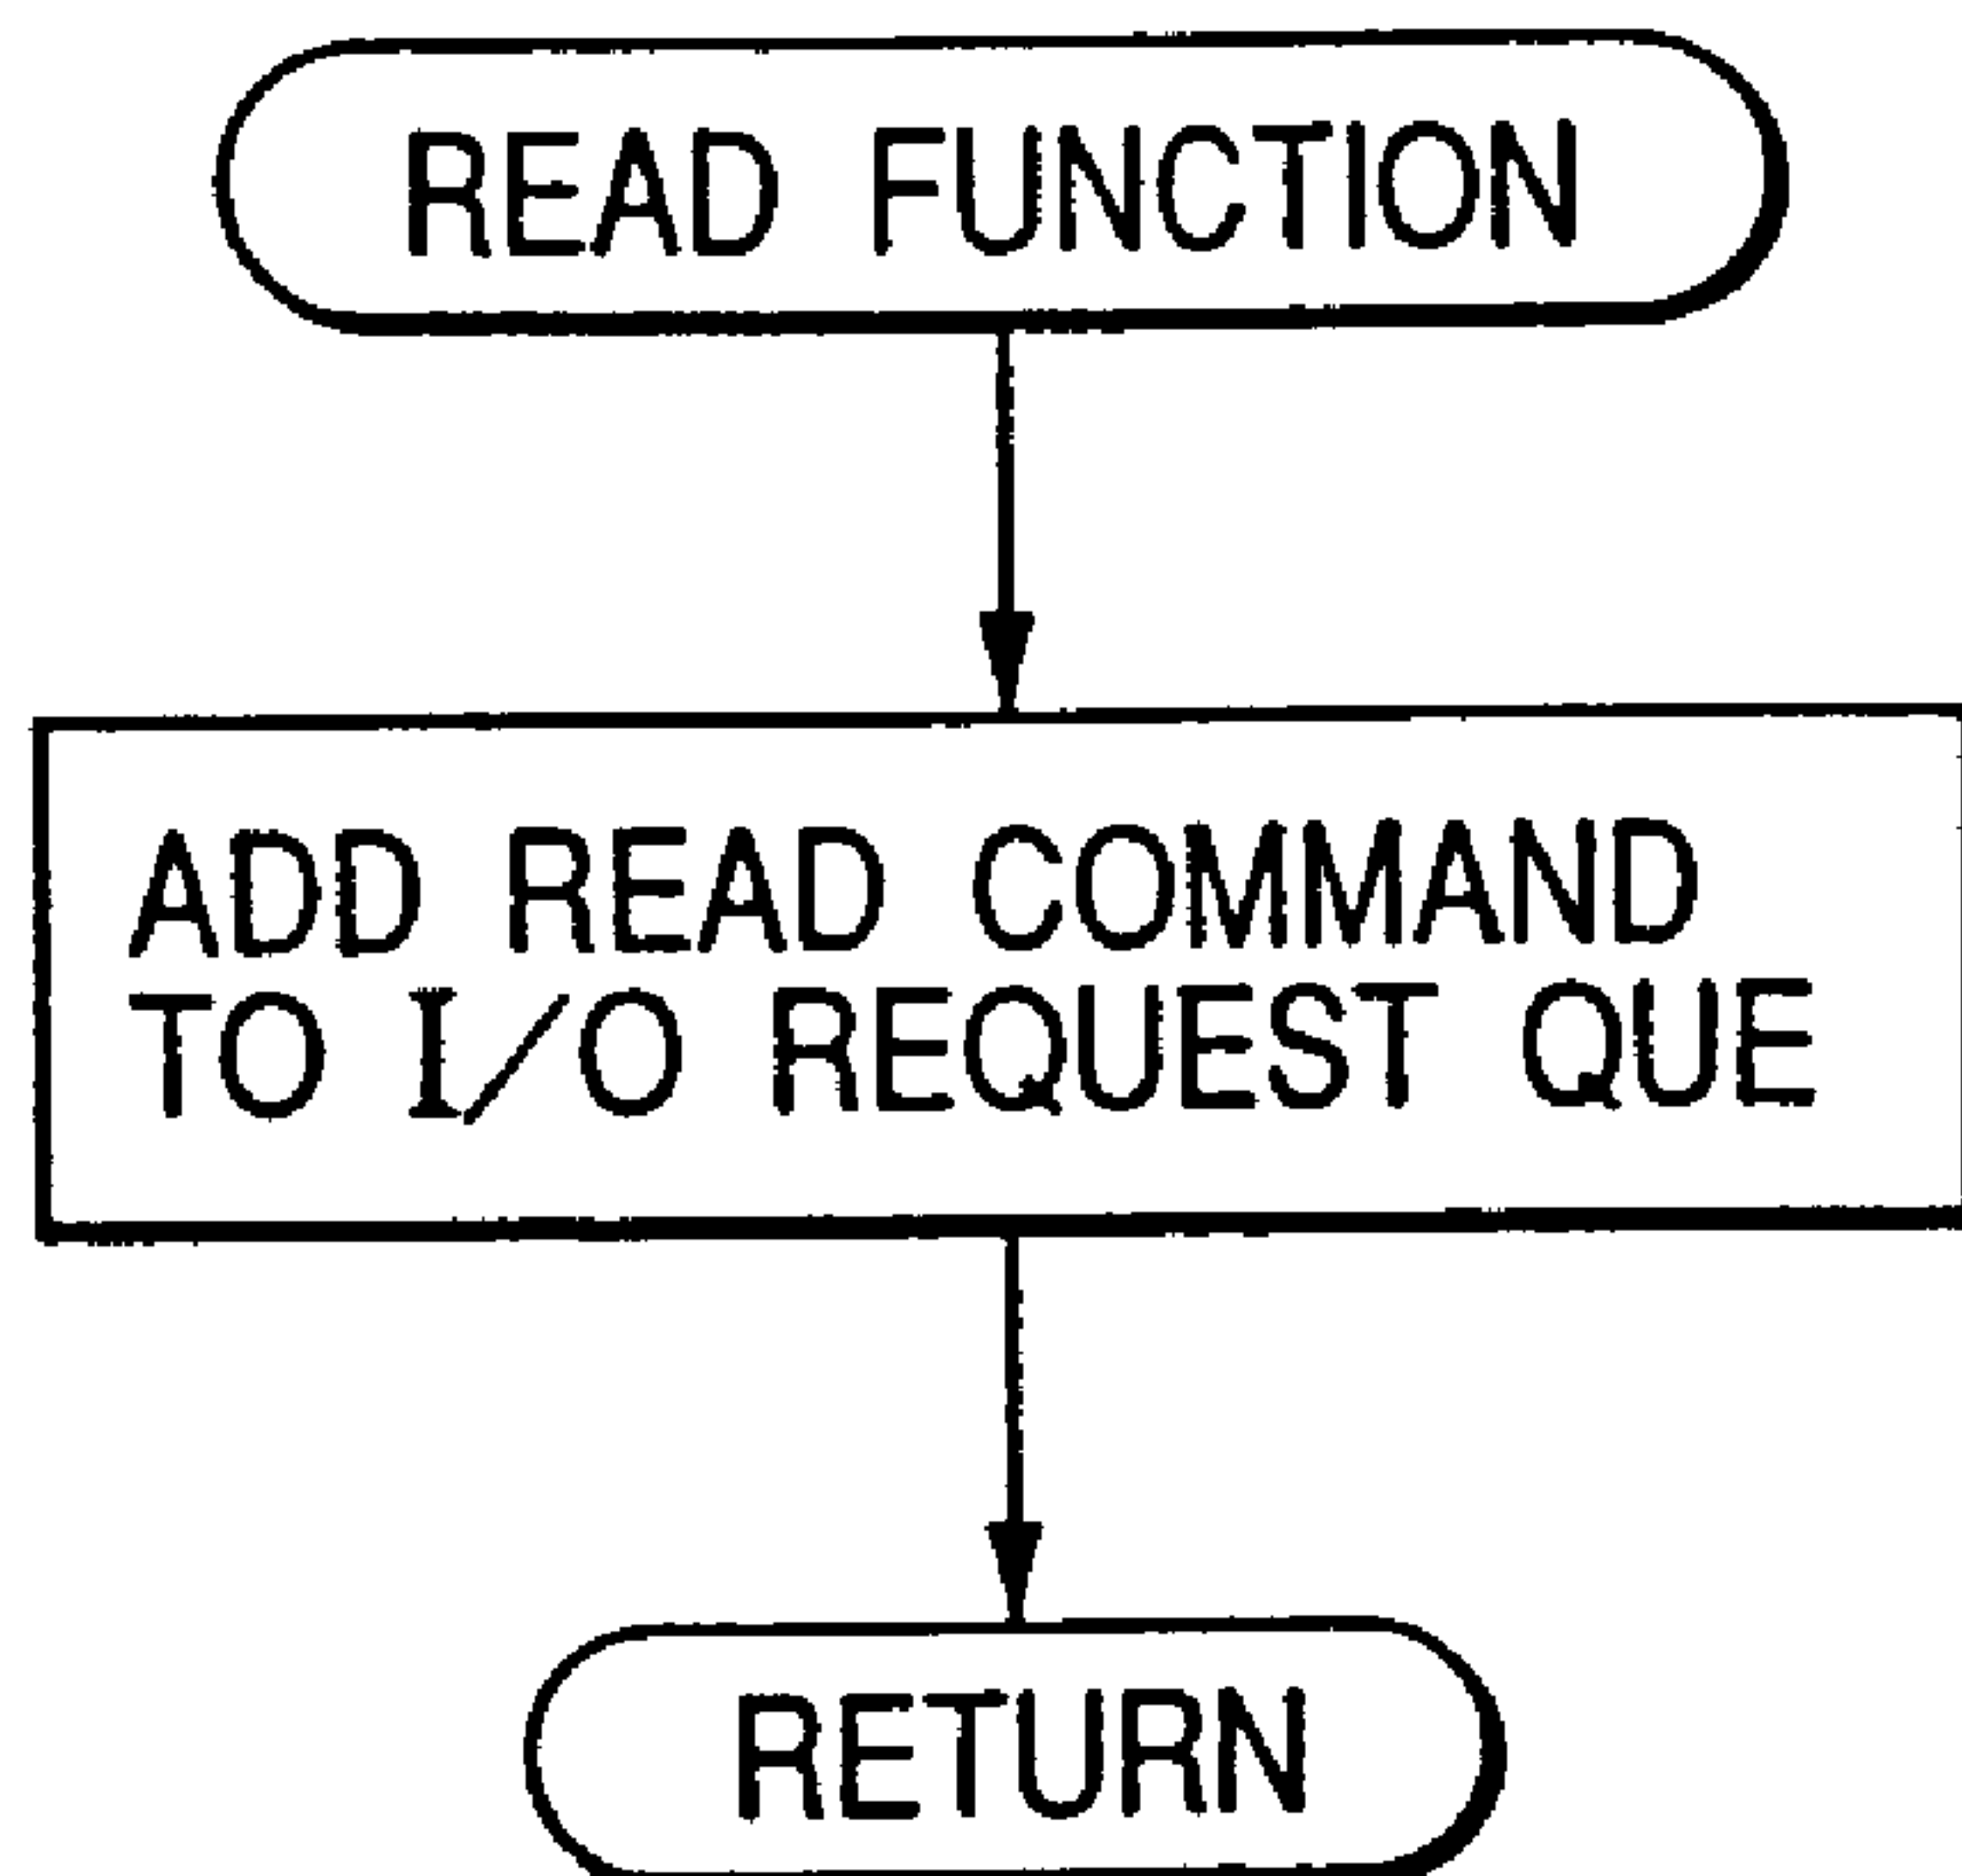 READ FUNCTION
ADD READ COMMAND
TO I/O REQUEST QUE
RETURN